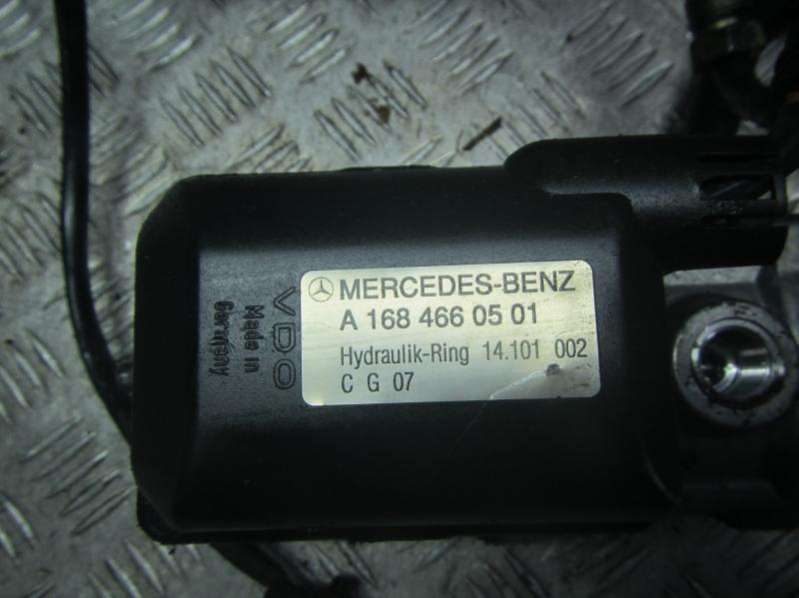 MERCEDES-BENZ
A 168 466 05 01
Hydraulik-Ring 14.101 002
C G 07
VDO
Made in
Germany